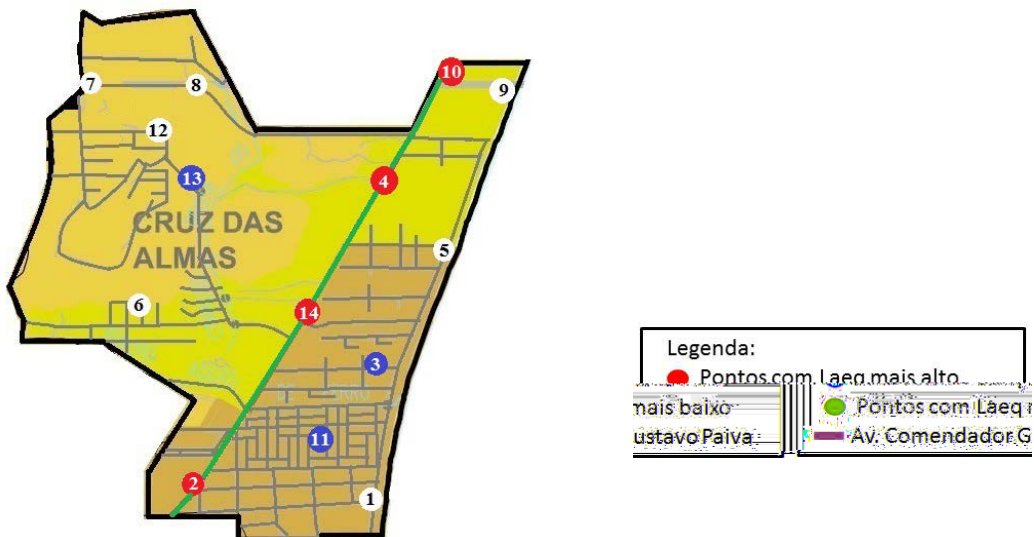 10
7
8
9
12
4
13
CRUZ DAS
ALMAS
5
6
14
3
11
2
1
Legenda:
Pontos com Laeq mais alto
mais baixo
Pontos com Laeq
ustavo Paiva
Av. Comendador G